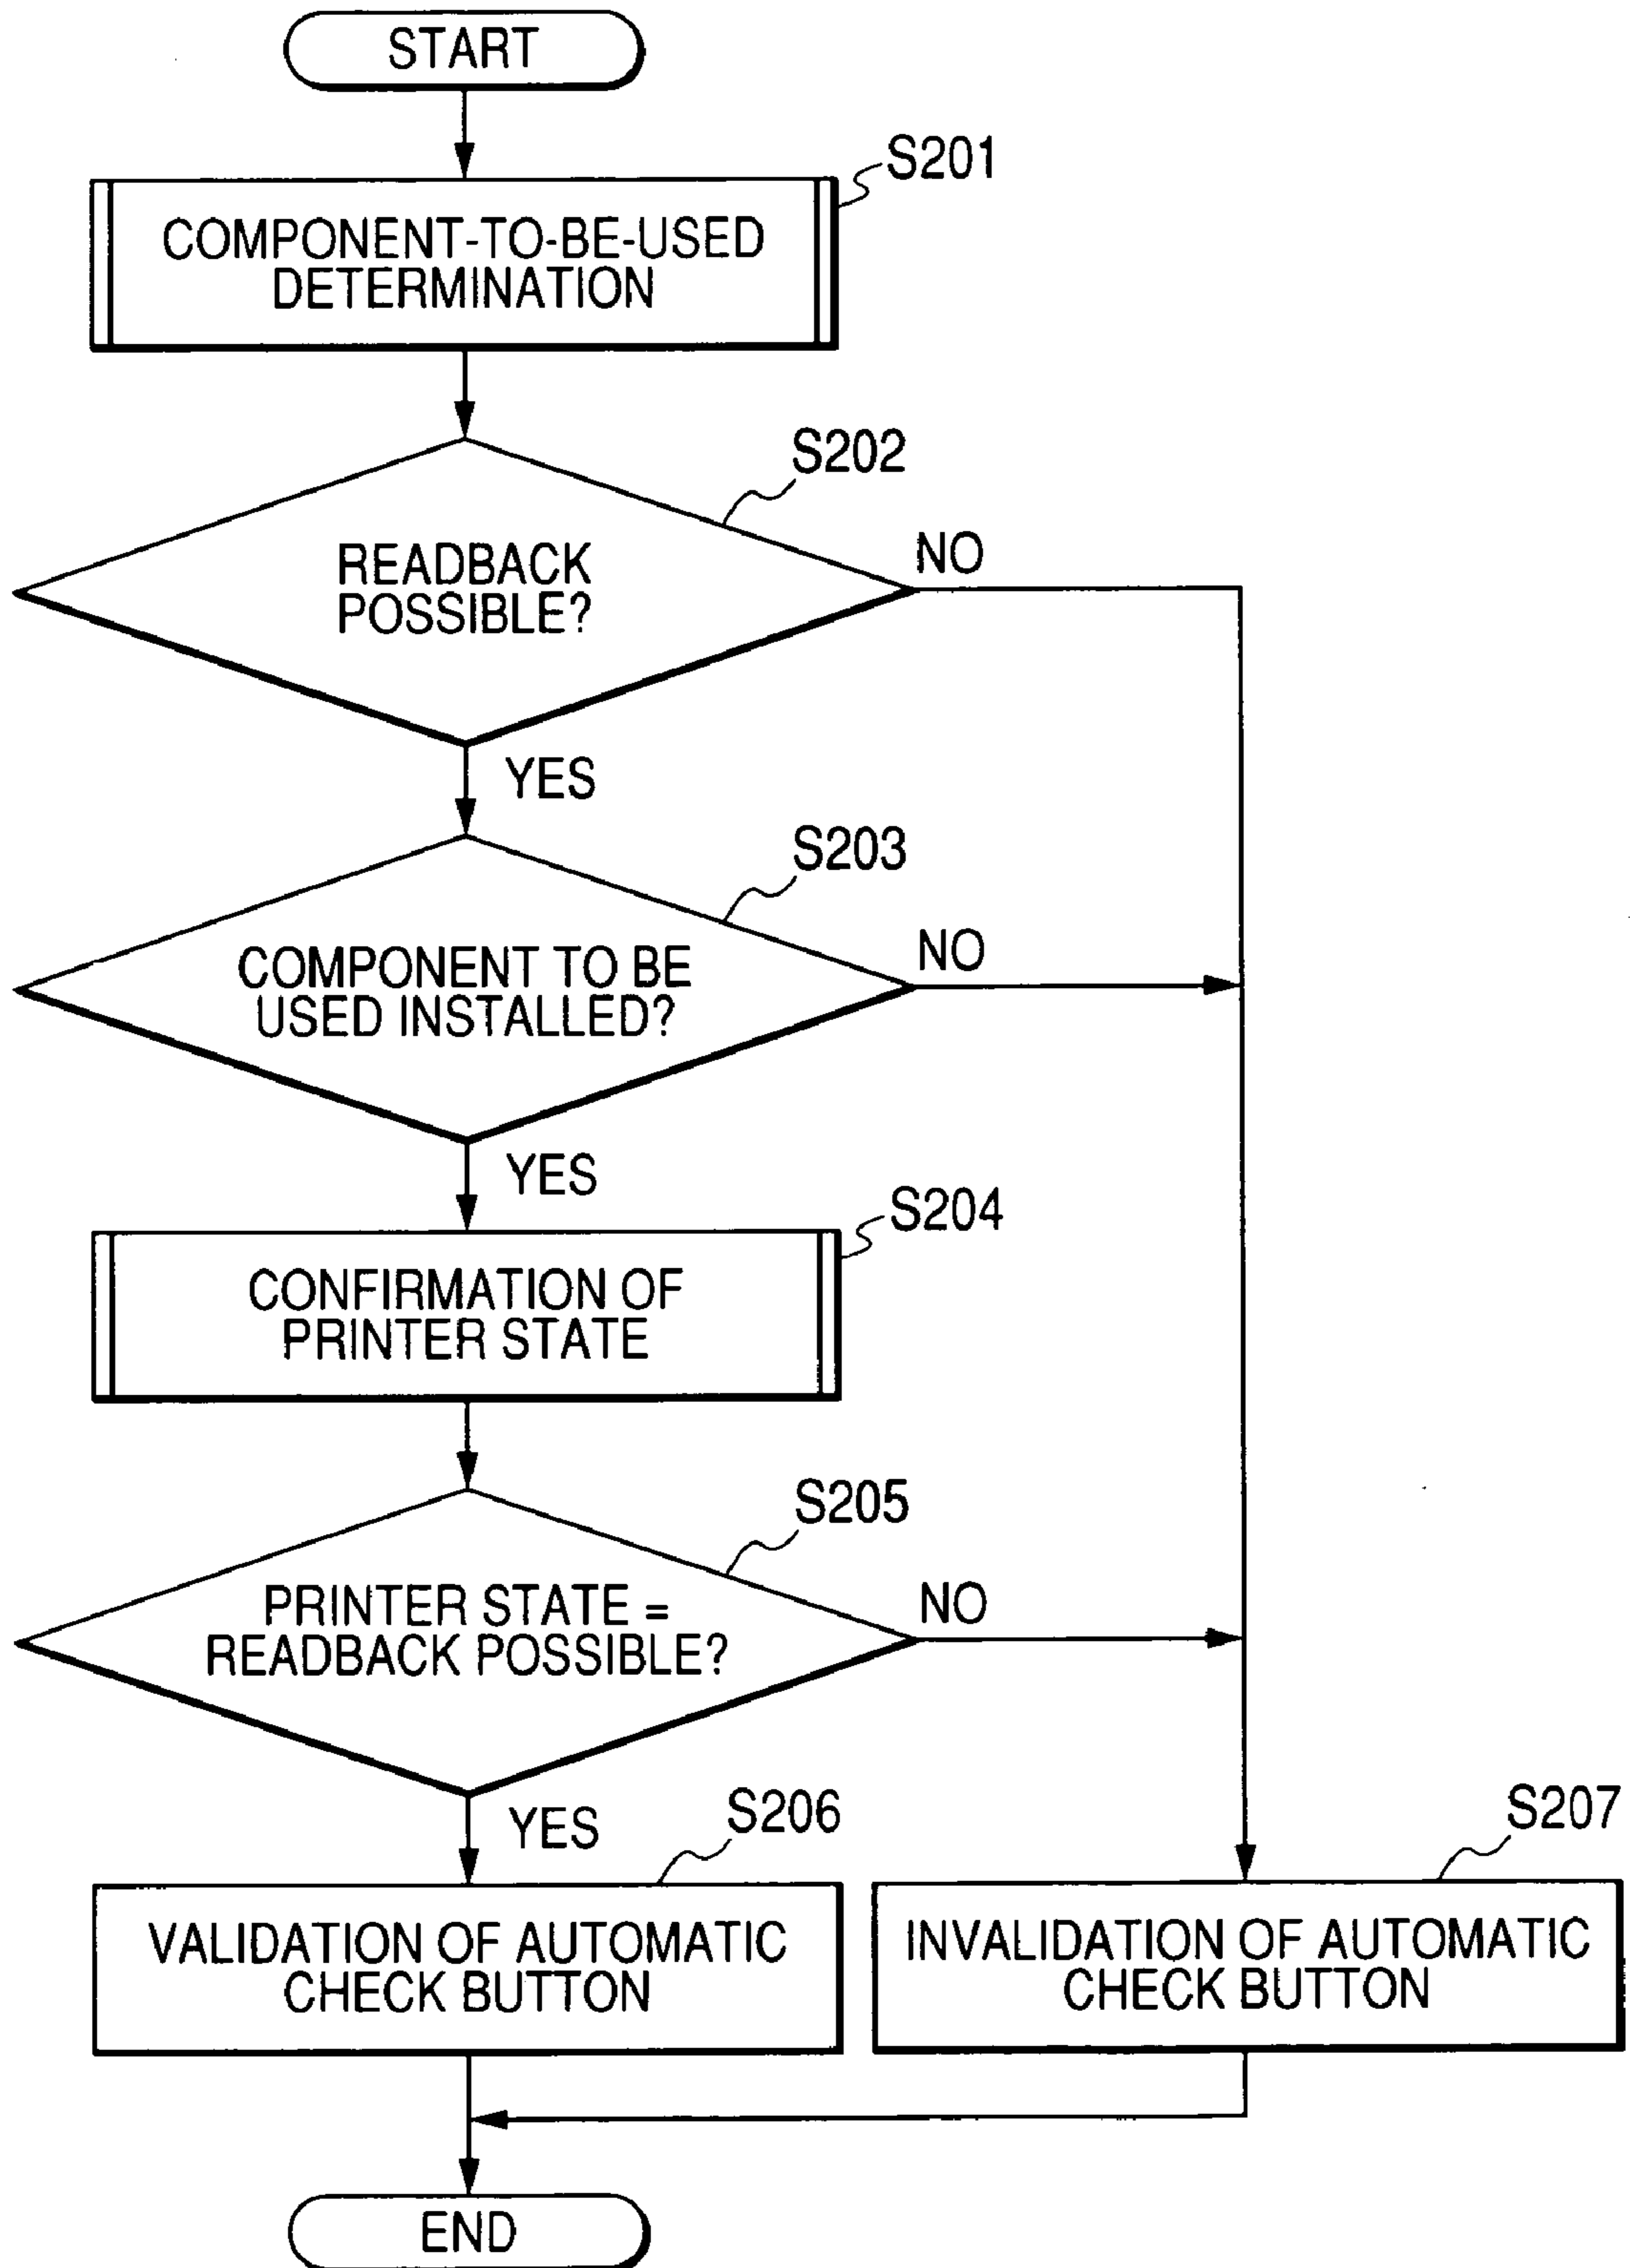 START
S201
COMPONENT-TO-BE-USED
DETERMINATION
S202
READBACK
POSSIBLE?
NO
YES
S203
COMPONENT TO BE
USED INSTALLED?
NO
YES
S204
CONFIRMATION OF
PRINTER STATE
S205
PRINTER STATE =
READBACK POSSIBLE?
NO
YES
S206
VALIDATION OF AUTOMATIC
CHECK BUTTON
S207
INVALIDATION OF AUTOMATIC
CHECK BUTTON
END